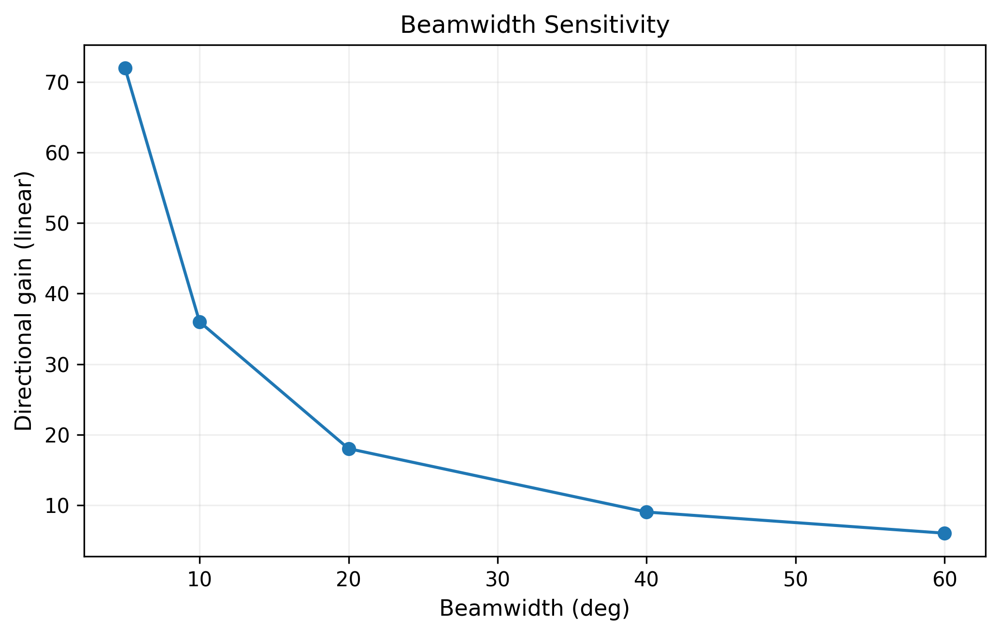 Beamwidth Sensitivity
Directional gain (linear)
70
60
50
40
30
20
10
10 20 30 40 50 60
Beamwidth (deg)